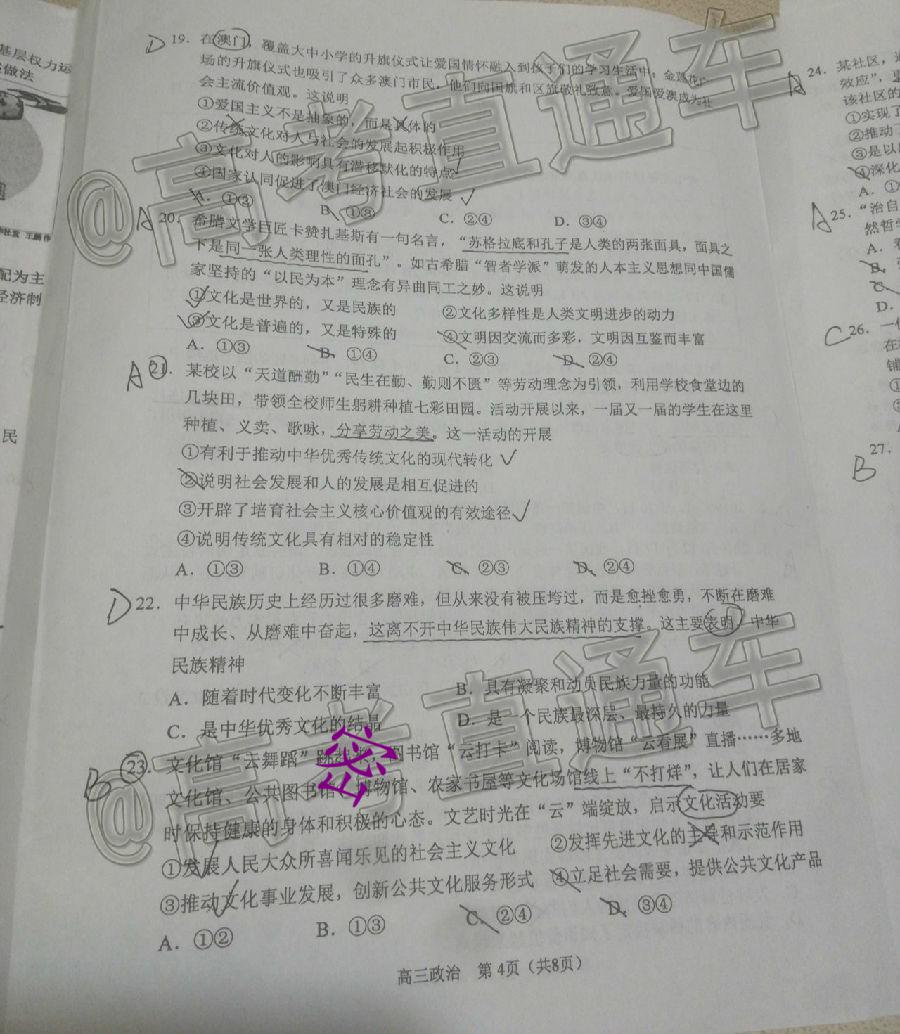 基层权力运
做法
配为主
经济制
民
D 19. 在澳门，覆盖大中小学的升旗仪式让爱国情怀融入到孩子们的学习生活中；金莲花广
场的升旗仪式也吸引了众多澳门市民，他们向国旗和区旗敬礼致意。爱国爱澳成为社
会主流价值观。这说明
①爱国主义不是抽象的，而是具体的
②传统文化对人与社会的发展起积极作用
③文化对人的影响具有潜移默化的特点
④国家认同促进了澳门经济社会的发展
A. ①② B. ①③ C. ②④ D. ③④
A 20. 希腊文学巨匠卡赞扎基斯有一句名言，“苏格拉底和孔子是人类的两张面具，面具之
下是同一张人类理性的面孔”。如古希腊“智者学派”萌发的人本主义思想同中国儒
家坚持的“以民为本”理念有异曲同工之妙。这说明
①文化是世界的，又是民族的 ②文化多样性是人类文明进步的动力
③文化是普遍的，又是特殊的 ④文明因交流而多彩，文明因互鉴而丰富
A. ①③ B. ①④ C. ②③ D. ②④
A 21. 某校以“天道酬勤”“民生在勤、勤则不匮”等劳动理念为引领，利用学校食堂边的
几块田，带领全校师生躬耕种植七彩田园。活动开展以来，一届又一届的学生在这里
种植、义卖、歌咏，分享劳动之美。这一活动的开展
①有利于推动中华优秀传统文化的现代转化
②说明社会发展和人的发展是相互促进的
③开辟了培育社会主义核心价值观的有效途径
④说明传统文化具有相对的稳定性
A. ①③ B. ①④ C. ②③ D. ②④
D 22. 中华民族历史上经历过很多磨难，但从来没有被压垮过，而是愈挫愈勇，不断在磨难
中成长、从磨难中奋起，这离不开中华民族伟大民族精神的支撑。这主要表明，中华
民族精神
A. 随着时代变化不断丰富 B. 具有凝聚和动员民族力量的功能
C. 是中华优秀文化的结晶 D. 是一个民族最深层、最持久的力量
B 23. 文化馆“云舞蹈” 图书馆“云打卡”阅读，博物馆“云看展”直播……多地
文化馆、公共图书馆、博物馆、农家书屋等文化场馆线上“不打烊”，让人们在居家
时保持健康的身体和积极的心态。文艺时光在“云”端绽放，启示文化活动要
①发展人民大众所喜闻乐见的社会主义文化 ②发挥先进文化的主导和示范作用
③推动文化事业发展，创新公共文化服务形式 ④立足社会需要，提供公共文化产品
A. ①② B. ①③ C. ②④ D. ③④
高三政治 第4页（共8页）
密
@高考直通车
@高考直通车
A 24. 某社区，
效应”，
该社区的
①实现了
②推动
③是以
④深化
A. ①
A 25. “治自
然哲
A.
B.
C.
D.
C 26. 一
在
铺
B 27.